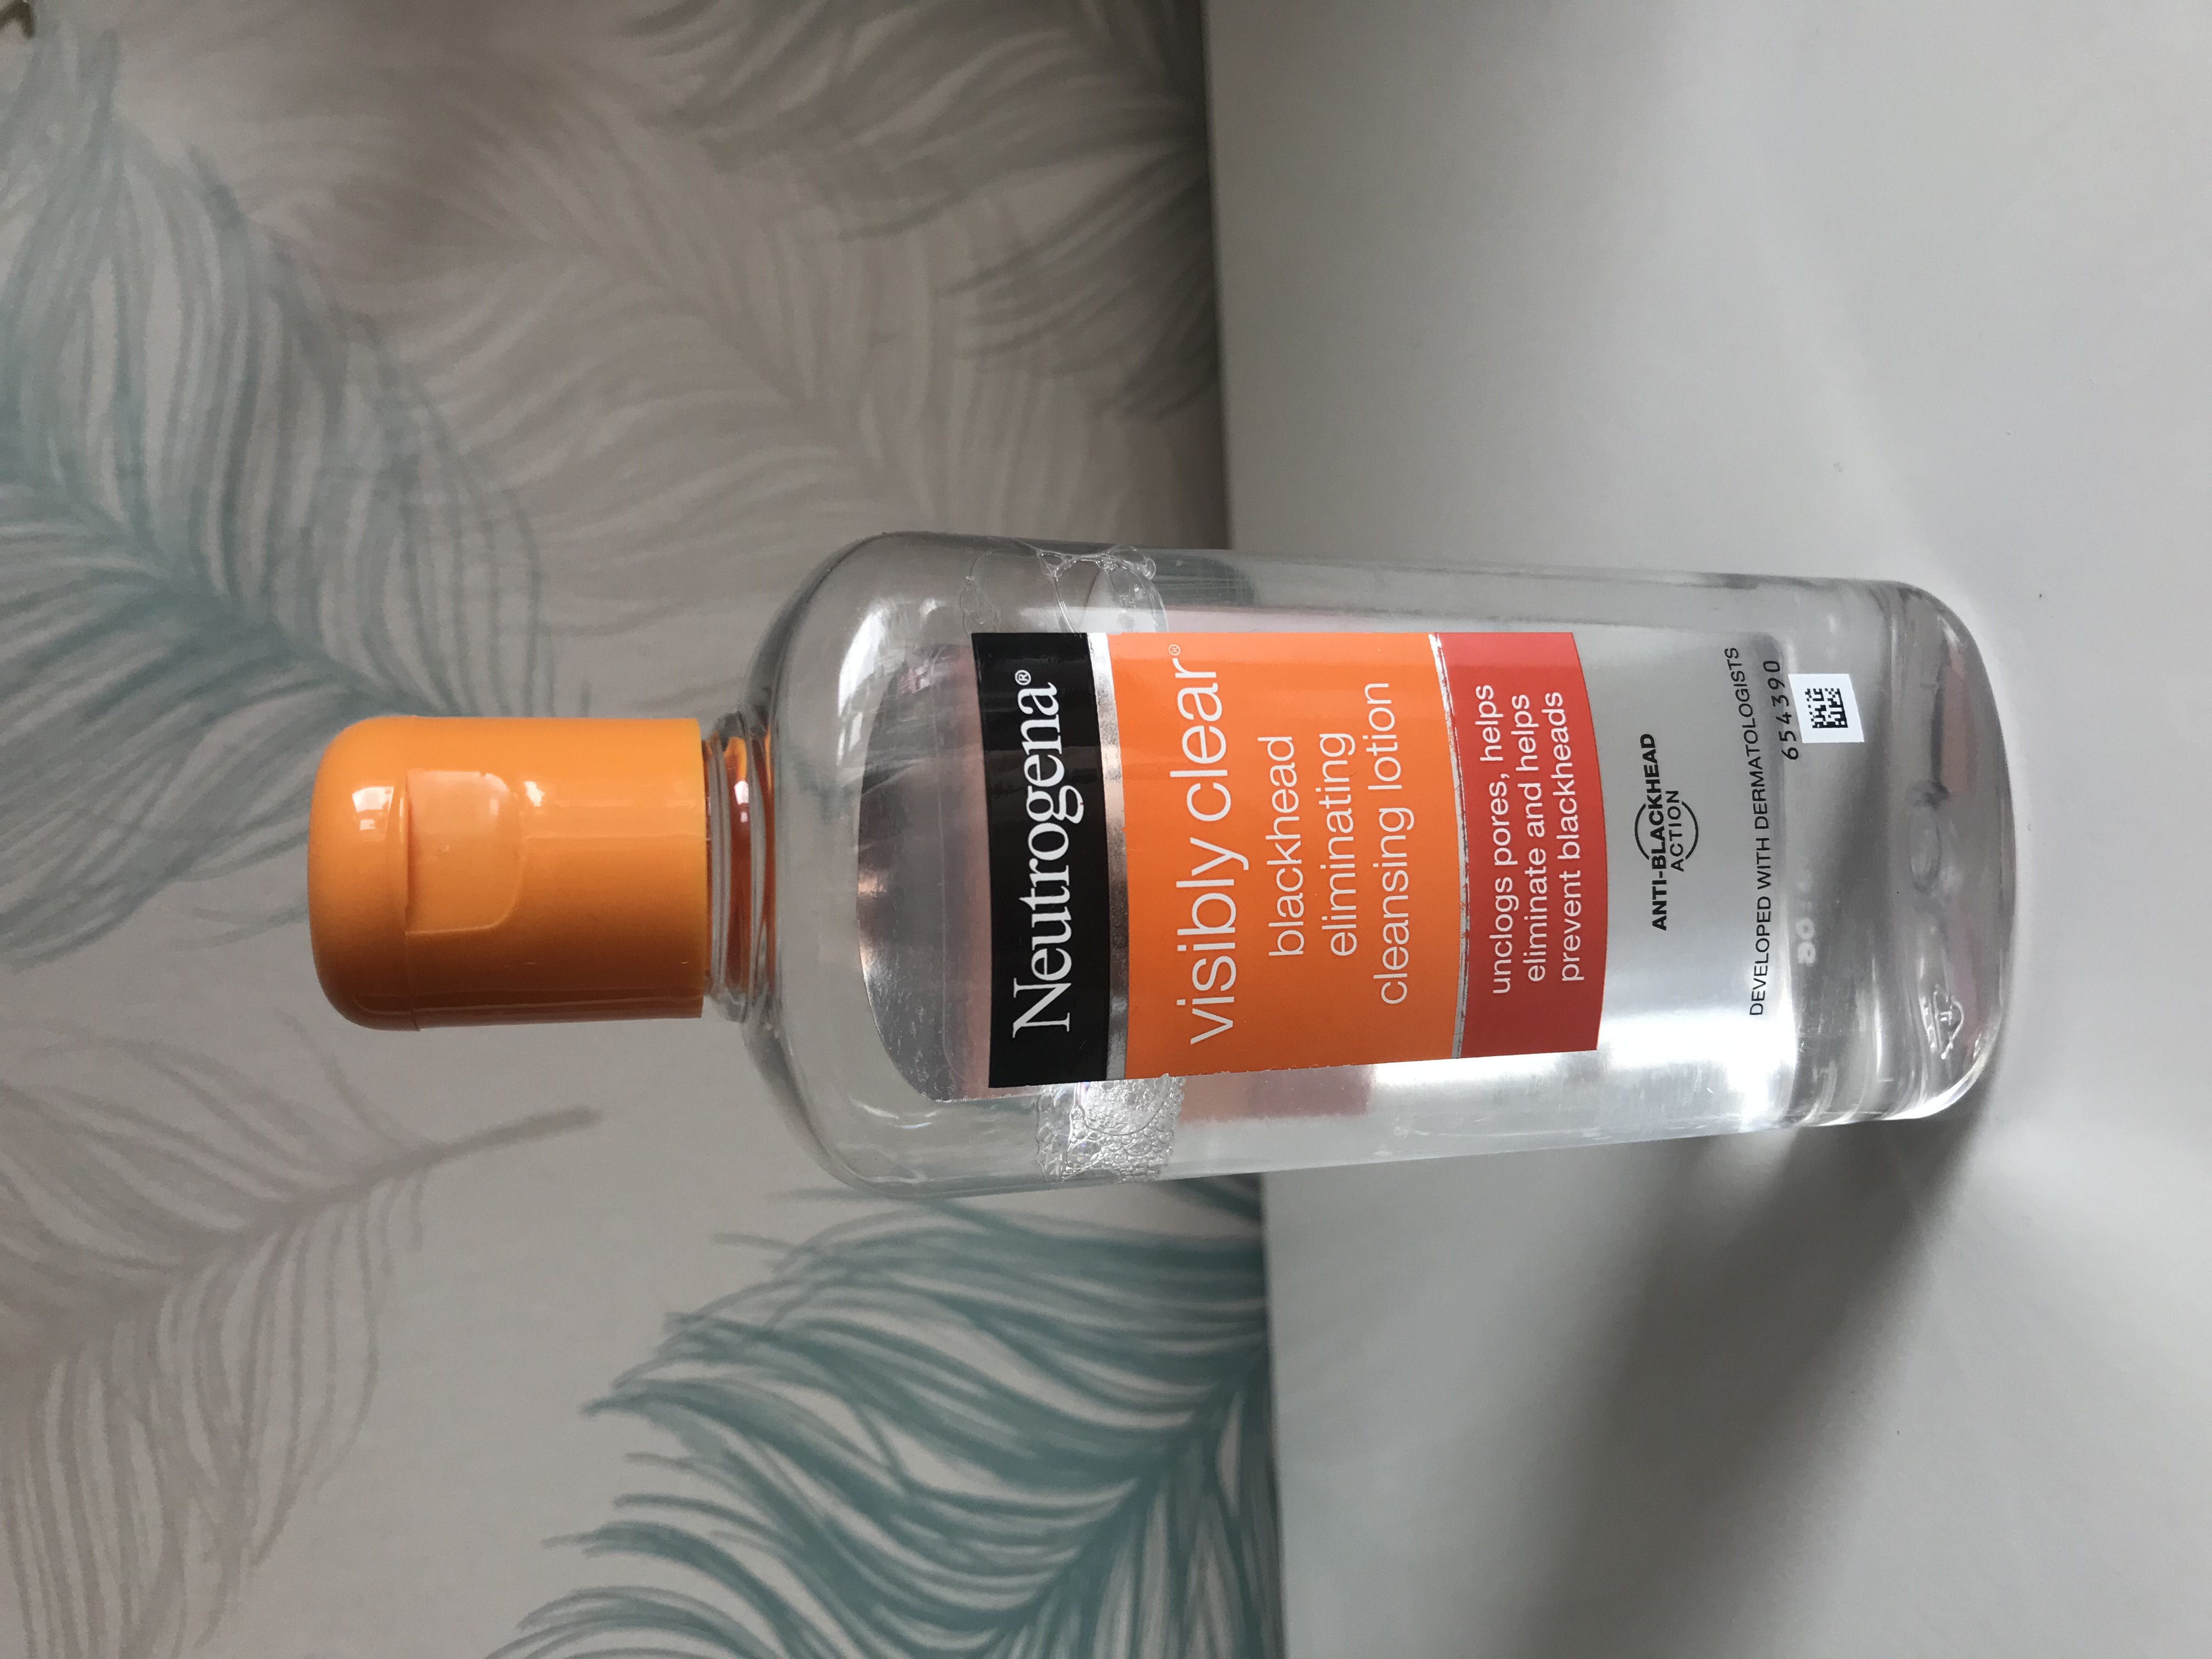 Neutrogena®
visibly clear®
blackhead
eliminating
cleansing lotion
unclogs pores, helps
eliminate and helps
prevent blackheads
ANTI-BLACKHEAD
ACTION
DEVELOPED WITH DERMATOLOGISTS
654390